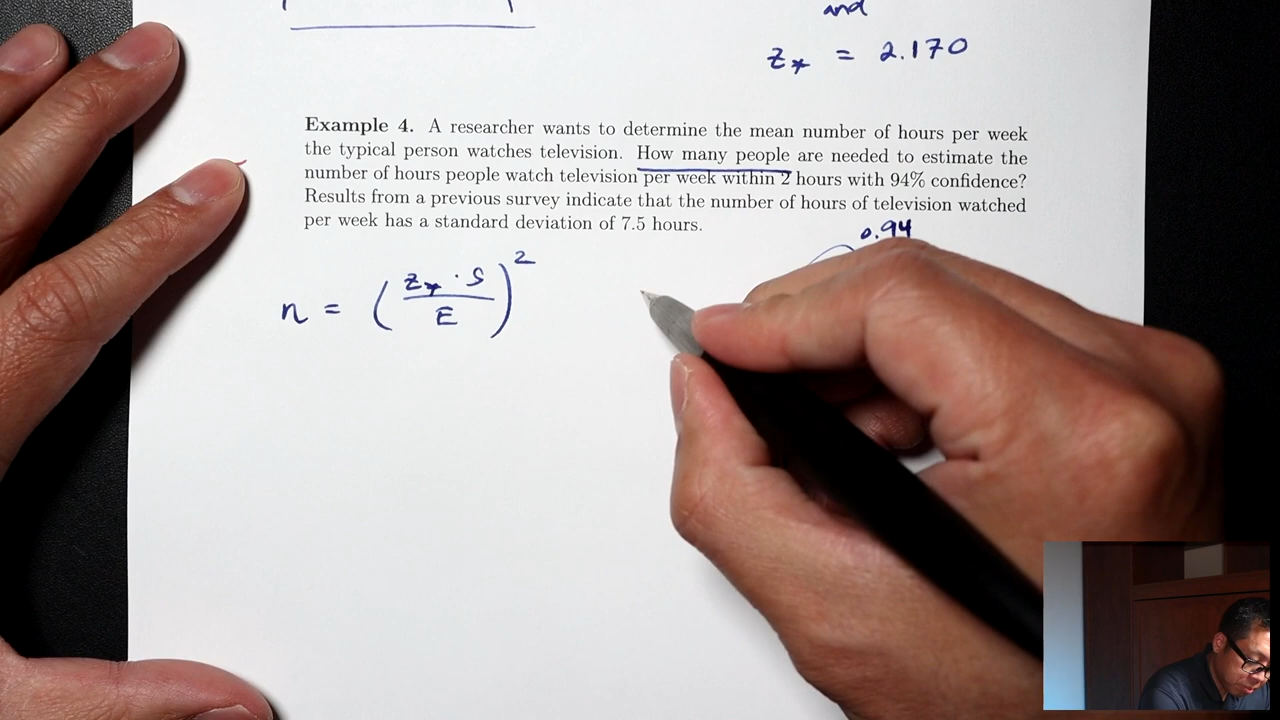 and
z* = 2.170
Example 4. A researcher wants to determine the mean number of hours per week
the typical person watches television. How many people are needed to estimate the
number of hours people watch television per week within 2 hours with 94% confidence?
Results from a previous survey indicate that the number of hours of television watched
per week has a standard deviation of 7.5 hours.
0.94
n = ( z* · S / E )^2